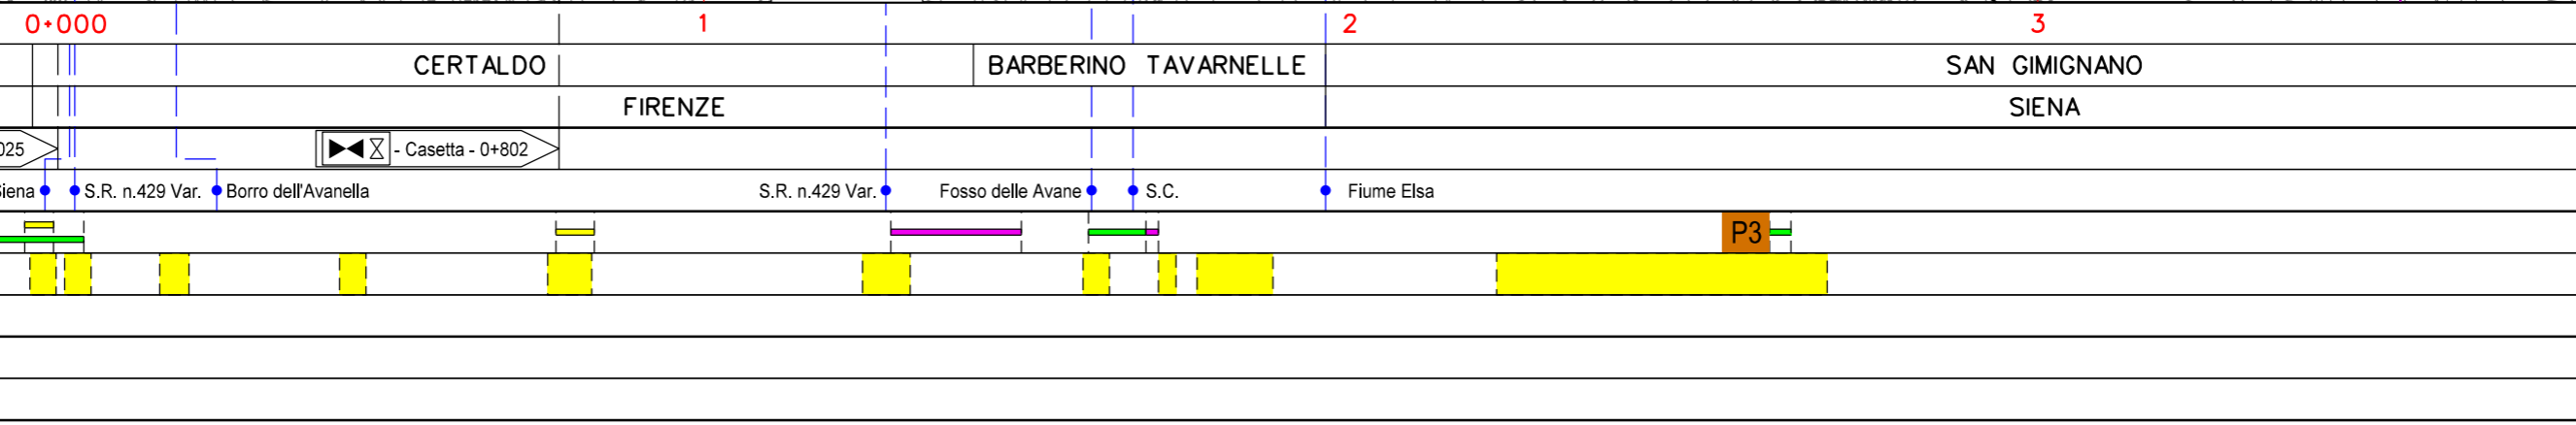 0+000 1 2 3
CERTALDO BARBERINO TAVARNELLE SAN GIMIGNANO
FIRENZE SIENA
025 - Casetta - 0+802
S.R. n.429 Var. Borro dell'Avanella S.R. n.429 Var. Fosso delle Avane S.C. Fiume Elsa
P3